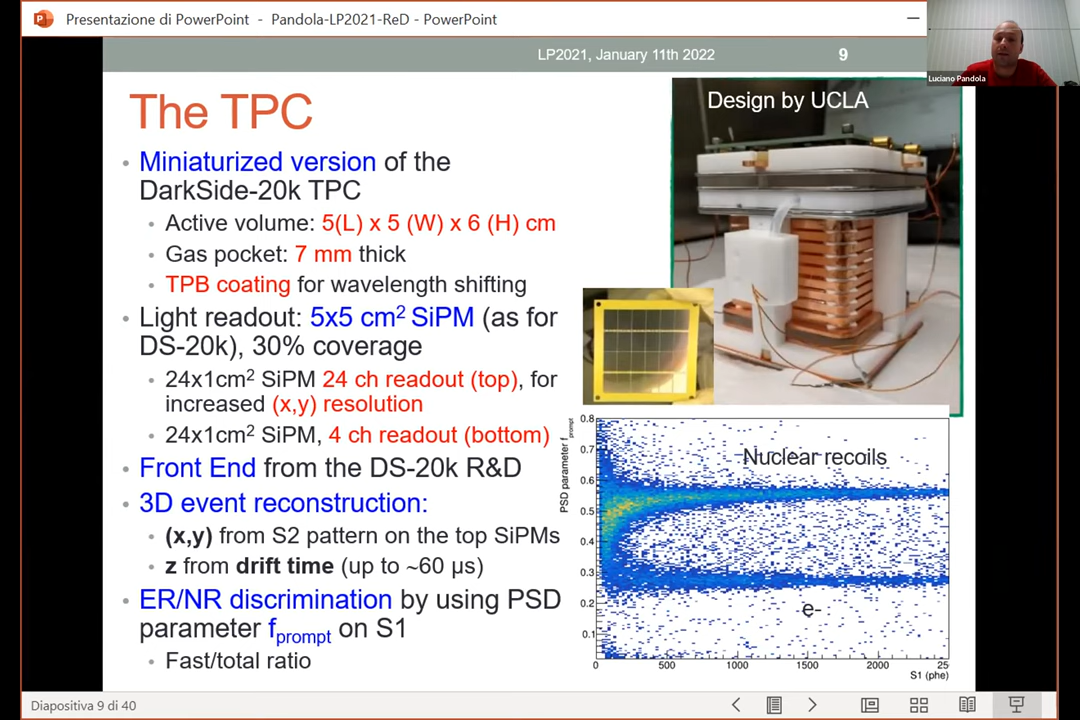 Presentazione di PowerPoint - Pandola-LP2021-ReD - PowerPoint
Luciano Pandola
LP2021, January 11th 2022
9
The TPC
Design by UCLA
• Miniaturized version of the
DarkSide-20k TPC
• Active volume: 5(L) x 5 (W) x 6 (H) cm
• Gas pocket: 7 mm thick
• TPB coating for wavelength shifting
• Light readout: 5x5 cm² SiPM (as for
DS-20k), 30% coverage
• 24x1cm² SiPM 24 ch readout (top), for
increased (x,y) resolution
• 24x1cm² SiPM, 4 ch readout (bottom)
• Front End from the DS-20k R&D
• 3D event reconstruction:
• (x,y) from S2 pattern on the top SiPMs
• z from drift time (up to ~60 µs)
• ER/NR discrimination by using PSD
parameter fprompt on S1
• Fast/total ratio
PSD parameter fprompt
0.8
0.7
0.6
0.5
0.4
0.3
0.2
0.1
Nuclear recoils
e-
0 500 1000 1500 2000 25
S1 (phe)
Diapositiva 9 di 40